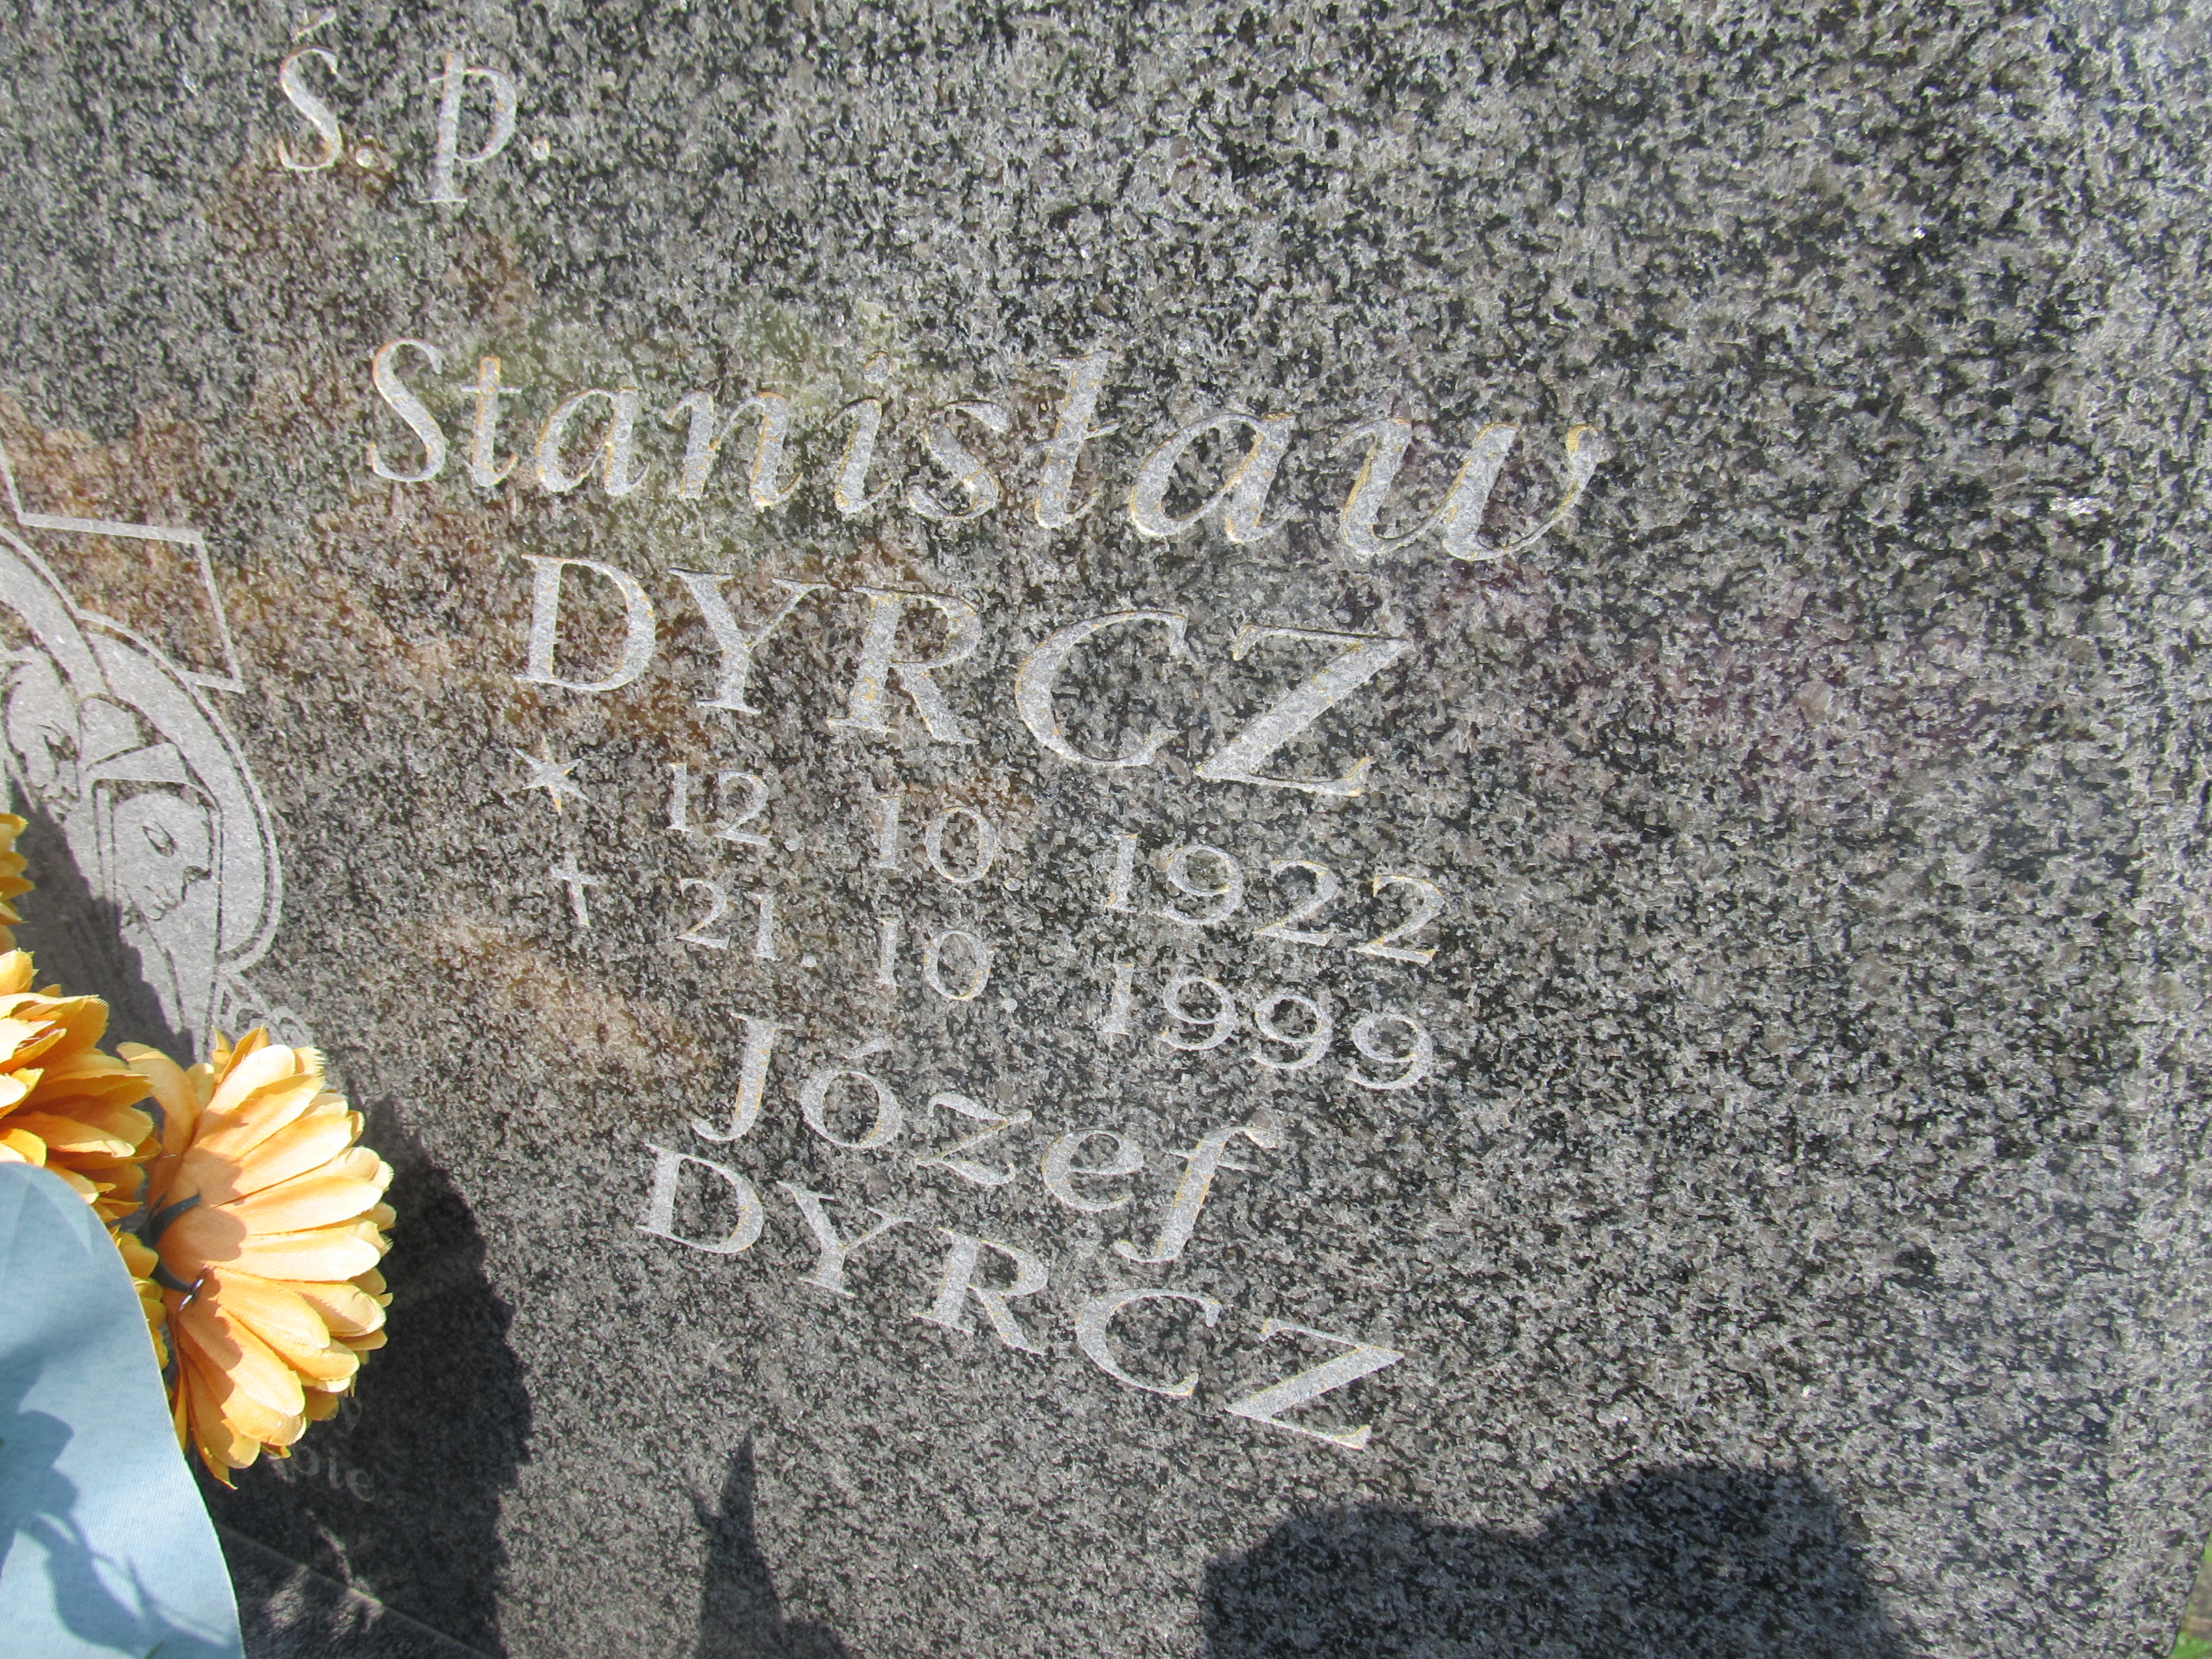 Ś.p.
Stanisław
DYRCZ
* 12. 10. 1922
† 21. 10. 1999
Józef
DYRCZ